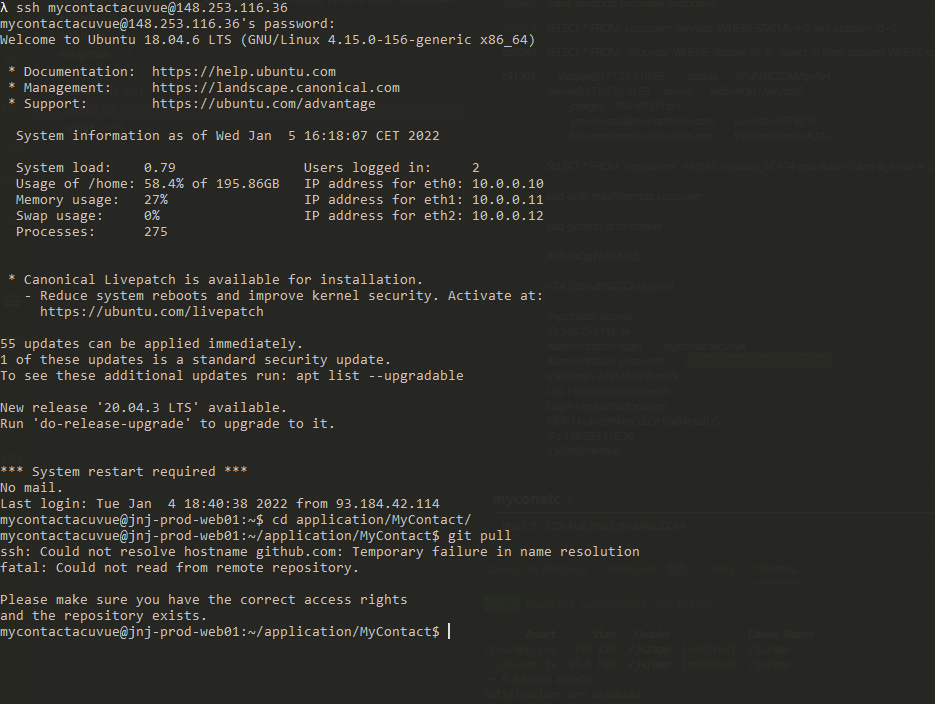 λ ssh mycontactacuvue@148.253.116.36
mycontactacuvue@148.253.116.36's password:
Welcome to Ubuntu 18.04.6 LTS (GNU/Linux 4.15.0-156-generic x86_64)
* Documentation:  https://help.ubuntu.com
* Management:     https://landscape.canonical.com
* Support:        https://ubuntu.com/advantage
System information as of Wed Jan  5 16:18:07 CET 2022
System load:    0.79                Users logged in:     2
Usage of /home: 58.4% of 195.86GB   IP address for eth0: 10.0.0.10
Memory usage:   27%                 IP address for eth1: 10.0.0.11
Swap usage:     0%                  IP address for eth2: 10.0.0.12
Processes:      275
* Canonical Livepatch is available for installation.
- Reduce system reboots and improve kernel security. Activate at:
https://ubuntu.com/livepatch
55 updates can be applied immediately.
1 of these updates is a standard security update.
To see these additional updates run: apt list --upgradable
New release '20.04.3 LTS' available.
Run 'do-release-upgrade' to upgrade to it.
*** System restart required ***
No mail.
Last login: Tue Jan  4 18:40:38 2022 from 93.184.42.114
mycontactacuvue@jnj-prod-web01:~$ cd application/MyContact/
mycontactacuvue@jnj-prod-web01:~/application/MyContact$ git pull
ssh: Could not resolve hostname github.com: Temporary failure in name resolution
fatal: Could not read from remote repository.
Please make sure you have the correct access rights
and the repository exists.
mycontactacuvue@jnj-prod-web01:~/application/MyContact$